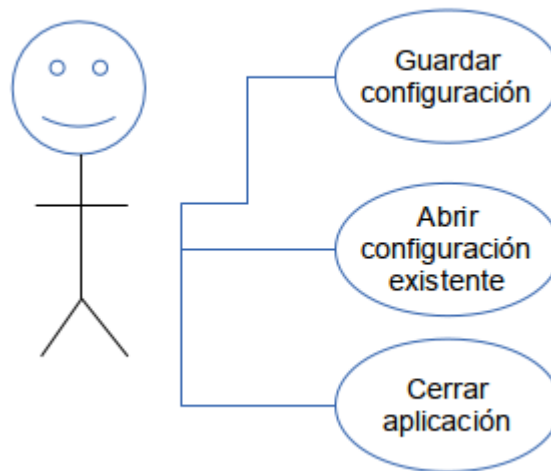 Guardar
configuración
Abrir
configuración
existente
Cerrar
aplicación